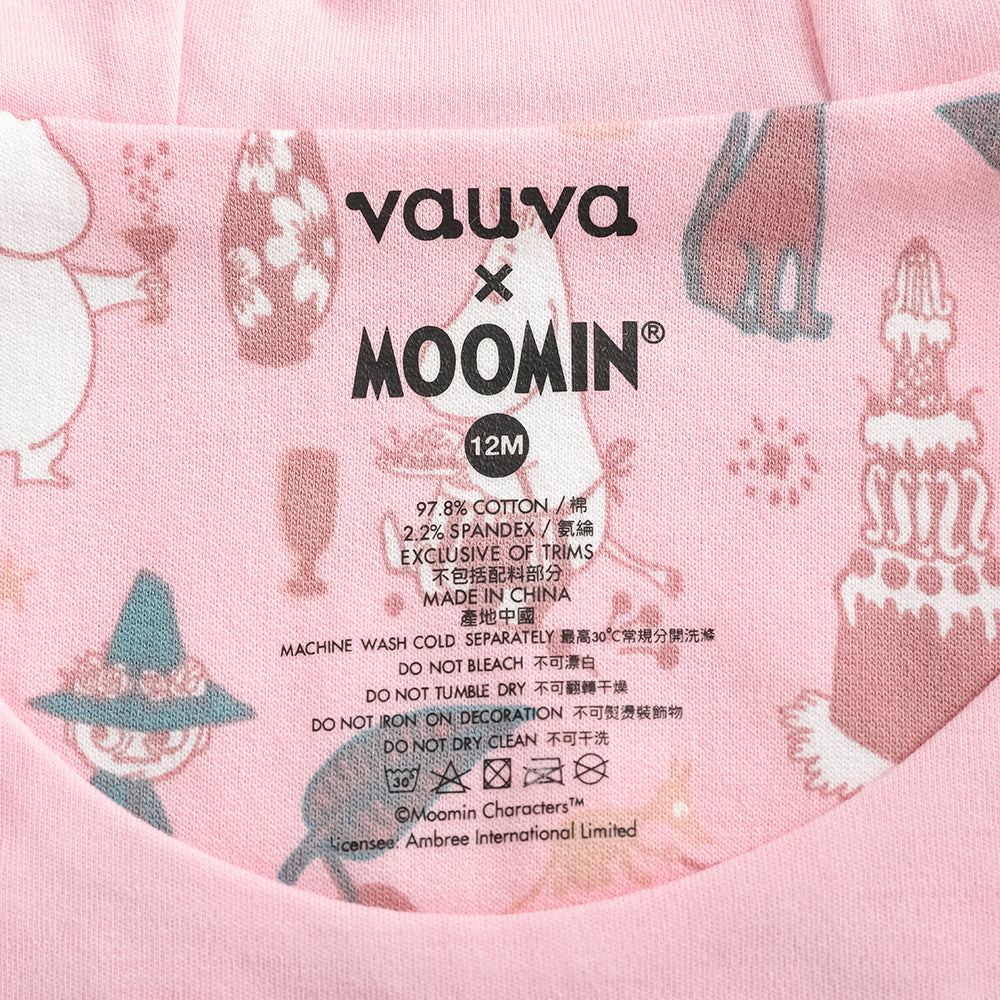 vauva
×
MOOMIN®
12M
97.8% COTTON / 棉
2.2% SPANDEX / 氨綸
EXCLUSIVE OF TRIMS
不包括配料部分
MADE IN CHINA
產地中國
MACHINE WASH COLD SEPARATELY 最高30°C常規分開洗滌
DO NOT BLEACH 不可漂白
DO NOT TUMBLE DRY 不可翻轉干燥
DO NOT IRON ON DECORATION 不可熨燙裝飾物
DO NOT DRY CLEAN 不可干洗
30°
©Moomin Characters™
Licensee: Ambree International Limited